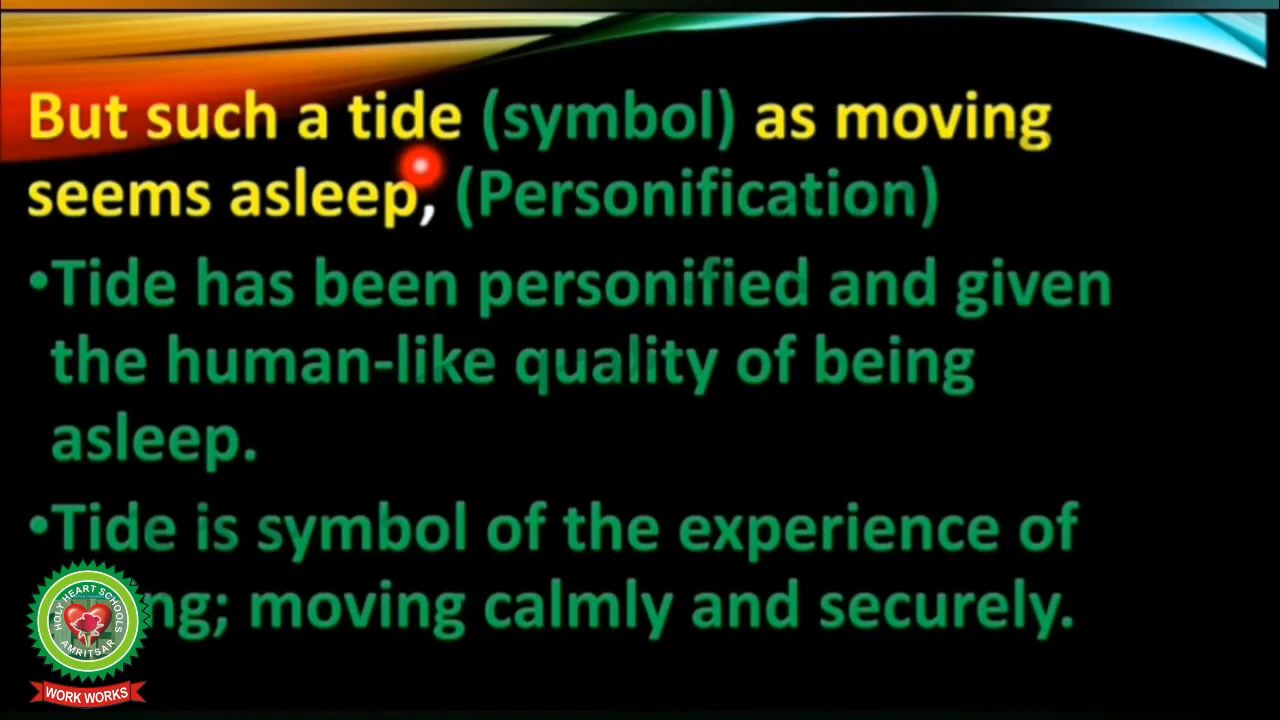 But such a tide (symbol) as moving
seems asleep, (Personification)
•Tide has been personified and given
the human-like quality of being
asleep.
•Tide is symbol of the experience of
ng; moving calmly and securely.
HOLY HEART SCHOOLS
AMRITSAR
WORK WORKS